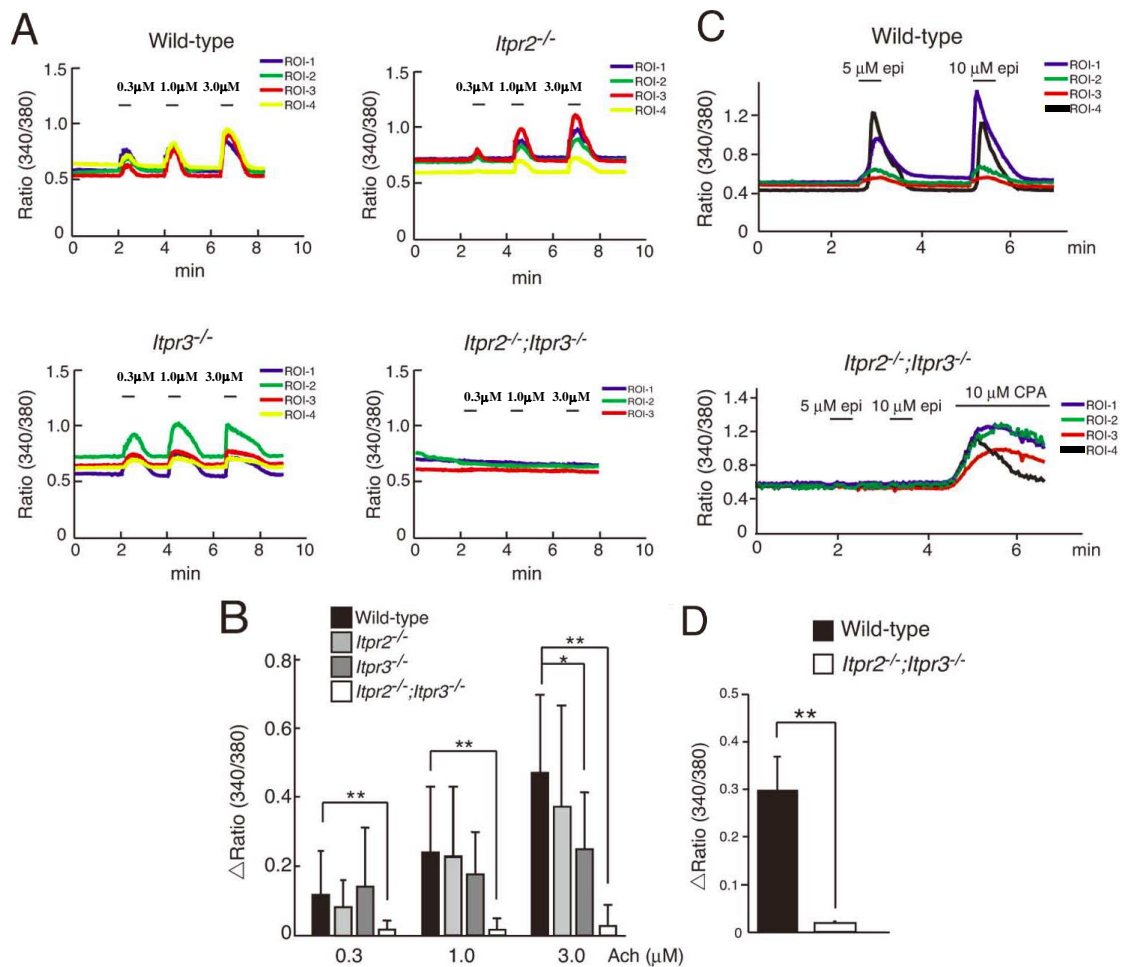 A
Wild-type
1.5
1.0
0.5
0
Ratio (340/380)
0.3µM 1.0µM 3.0µM
ROI-1
ROI-2
ROI-3
ROI-4
0 2 4 6 8 10
min
Itpr2-/-
1.5
1.0
0.5
0
Ratio (340/380)
0.3µM 1.0µM 3.0µM
ROI-1
ROI-2
ROI-3
ROI-4
0 2 4 6 8 10
min
Itpr3-/-
1.5
1.0
0.5
0
Ratio (340/380)
0.3µM 1.0µM 3.0µM
ROI-1
ROI-2
ROI-3
ROI-4
0 2 4 6 8 10
min
Itpr2-/-;Itpr3-/-
1.5
1.0
0.5
0
Ratio (340/380)
0.3µM 1.0µM 3.0µM
ROI-1
ROI-2
ROI-3
0 2 4 6 8 10
min
C
Wild-type
5 µM epi 10 µM epi
ROI-1
ROI-2
ROI-3
ROI-4
1.2
0.8
0.4
0
Ratio (340/380)
0 2 4 6 min
Itpr2-/-;Itpr3-/-
5 µM epi 10 µM epi 10 µM CPA
ROI-1
ROI-2
ROI-3
ROI-4
1.4
1.2
0.8
0.4
0
Ratio (340/380)
0 2 4 6 min
B
Wild-type
Itpr2-/-
Itpr3-/-
Itpr2-/-;Itpr3-/-
0.8
0.6
0.4
0.2
0
△Ratio (340/380)
**
**
**
*
0.3 1.0 3.0 Ach (µM)
D
Wild-type
Itpr2-/-;Itpr3-/-
0.5
0.4
0.3
0.2
0.1
0
△Ratio (340/380)
**